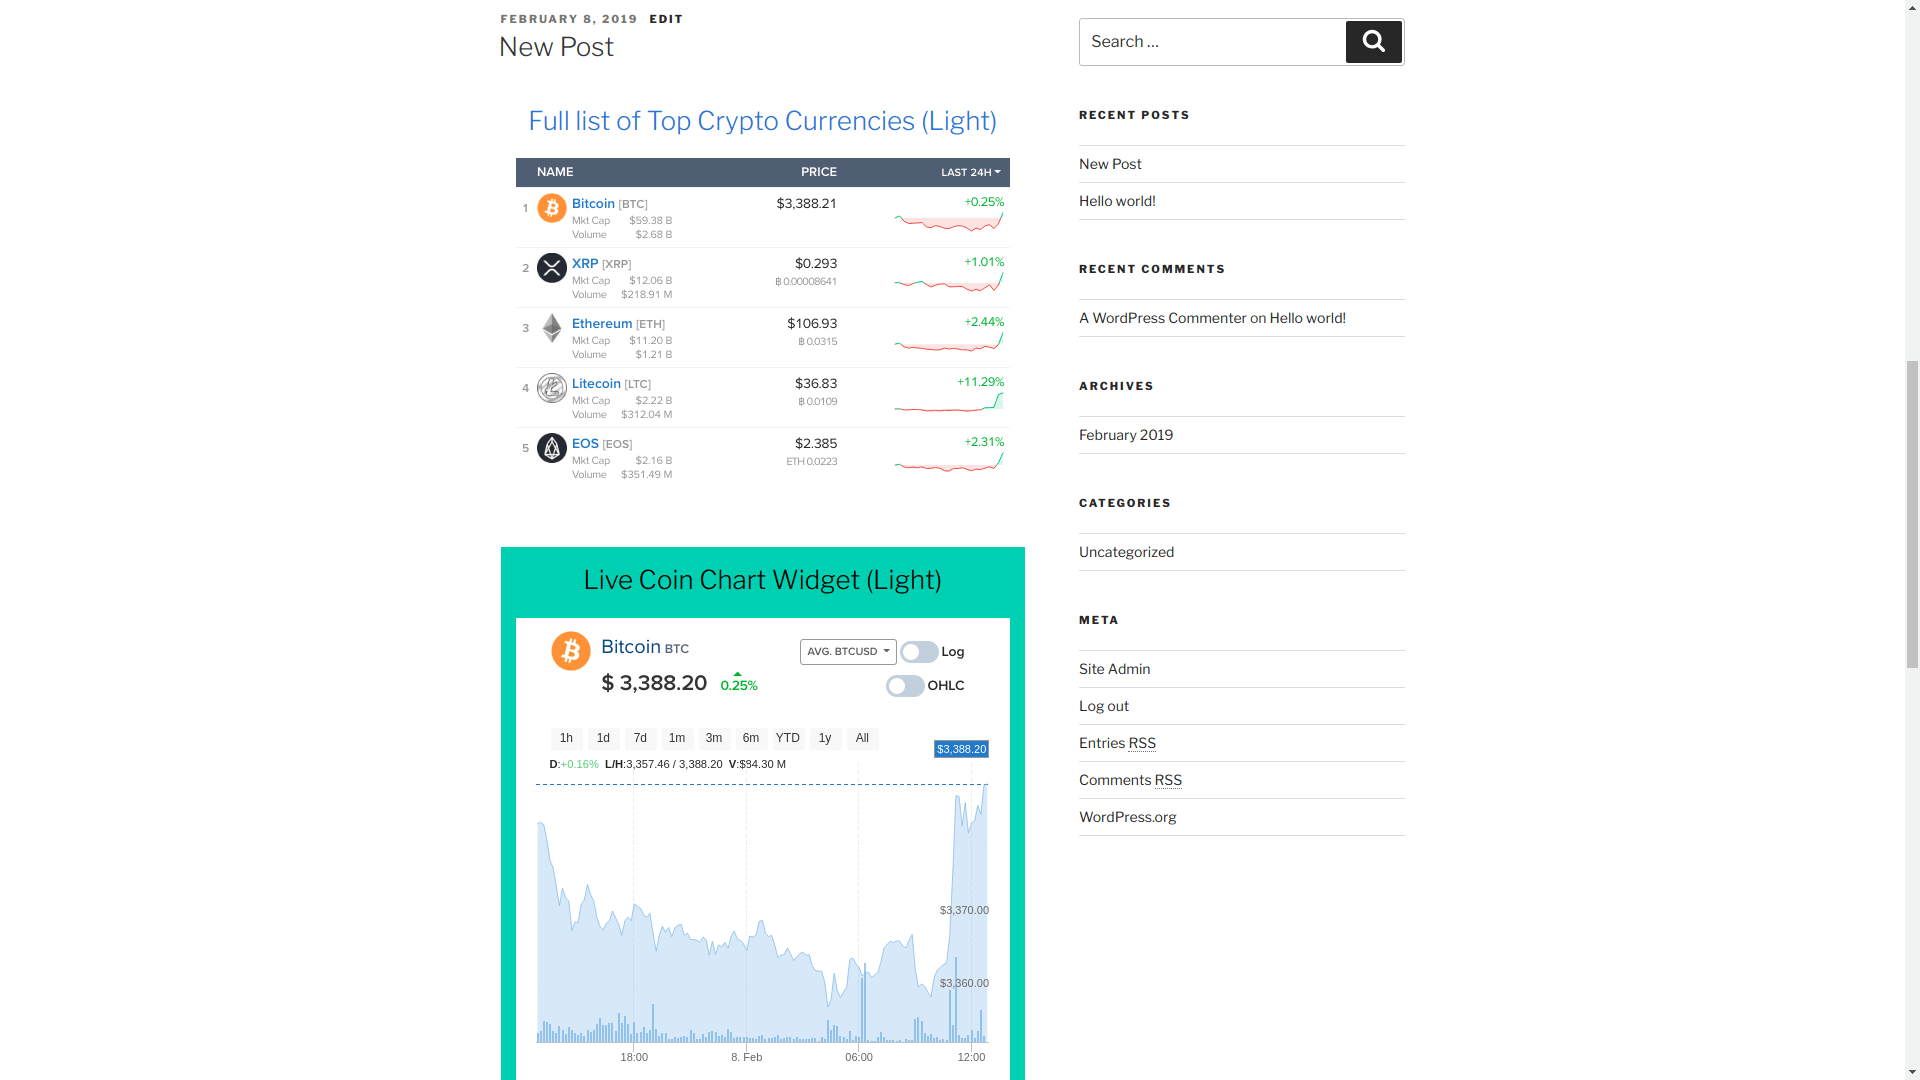 FEBRUARY 8, 2019 EDIT
New Post
Full list of Top Crypto Currencies (Light)
NAME PRICE LAST 24H
1 Bitcoin [BTC] $3,388.21 +0.25%
Mkt Cap $59.38 B
Volume $2.68 B
2 XRP [XRP] $0.293 +1.01%
Mkt Cap $12.06 B ฿0.00008641
Volume $218.91 M
3 Ethereum [ETH] $106.93 +2.44%
Mkt Cap $11.20 B ฿0.0315
Volume $1.21 B
4 Litecoin [LTC] $36.83 +11.29%
Mkt Cap $2.22 B ฿0.0109
Volume $312.04 M
5 EOS [EOS] $2.385 +2.31%
Mkt Cap $2.16 B ETH 0.0223
Volume $351.49 M
Live Coin Chart Widget (Light)
Bitcoin BTC AVG. BTCUSD Log
$ 3,388.20 0.25% OHLC
1h 1d 7d 1m 3m 6m YTD 1y All
$3,388.20
D:+0.16% L/H:3,357.46 / 3,388.20 V:$84.30 M
$3,370.00
$3,360.00
18:00 8. Feb 06:00 12:00
Search …
RECENT POSTS
New Post
Hello world!
RECENT COMMENTS
A WordPress Commenter on Hello world!
ARCHIVES
February 2019
CATEGORIES
Uncategorized
META
Site Admin
Log out
Entries RSS
Comments RSS
WordPress.org